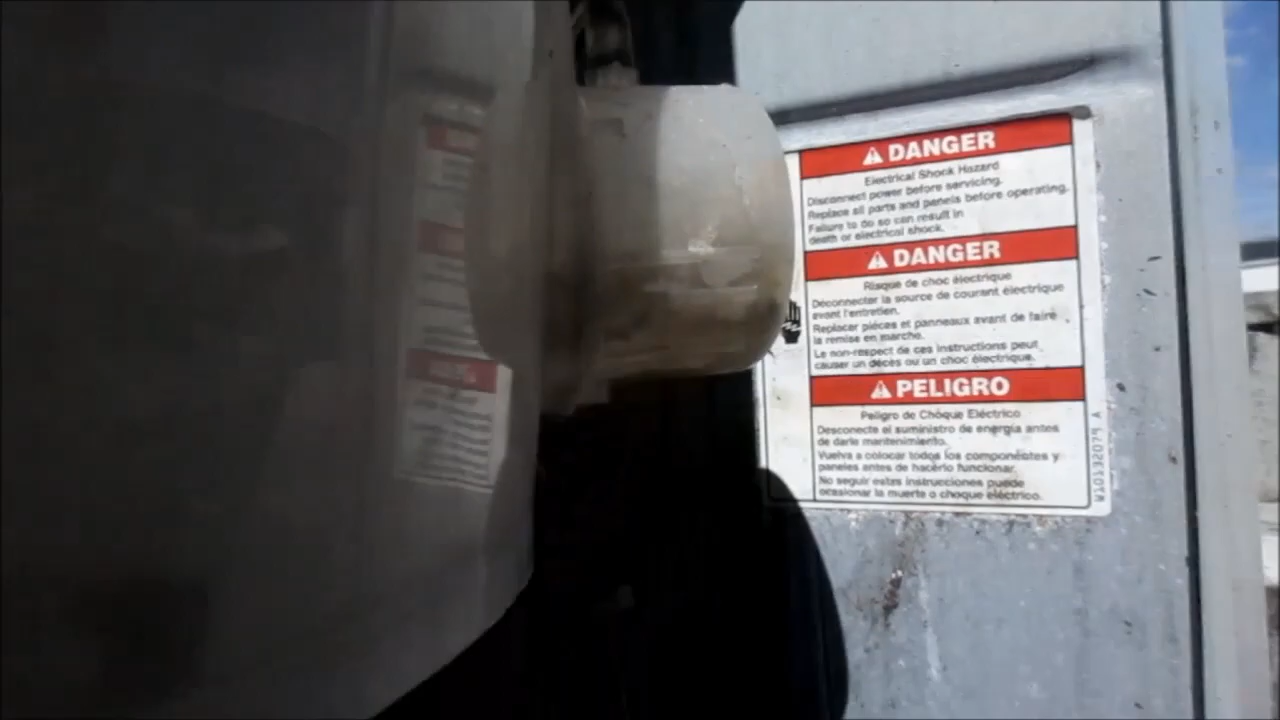 DANGER
Electrical Shock Hazard
Disconnect power before servicing.
Replace all parts and panels before operating.
Failure to do so can result in
death or electrical shock.
DANGER
Risque de choc électrique
Déconnecter la source de courant électrique
avant l'entretien.
Replacer pièces et panneaux avant de faire
la remise en marche.
Le non-respect de ces instructions peut
causer un décès ou un choc électrique.
PELIGRO
Peligro de Choque Eléctrico
Desconecte el suministro de energía antes
de darle mantenimiento.
Vuelva a colocar todos los componentes y
paneles antes de hacerlo funcionar.
No seguir estas instrucciones puede
ocasionar la muerte o choque eléctrico.
W10192079 A